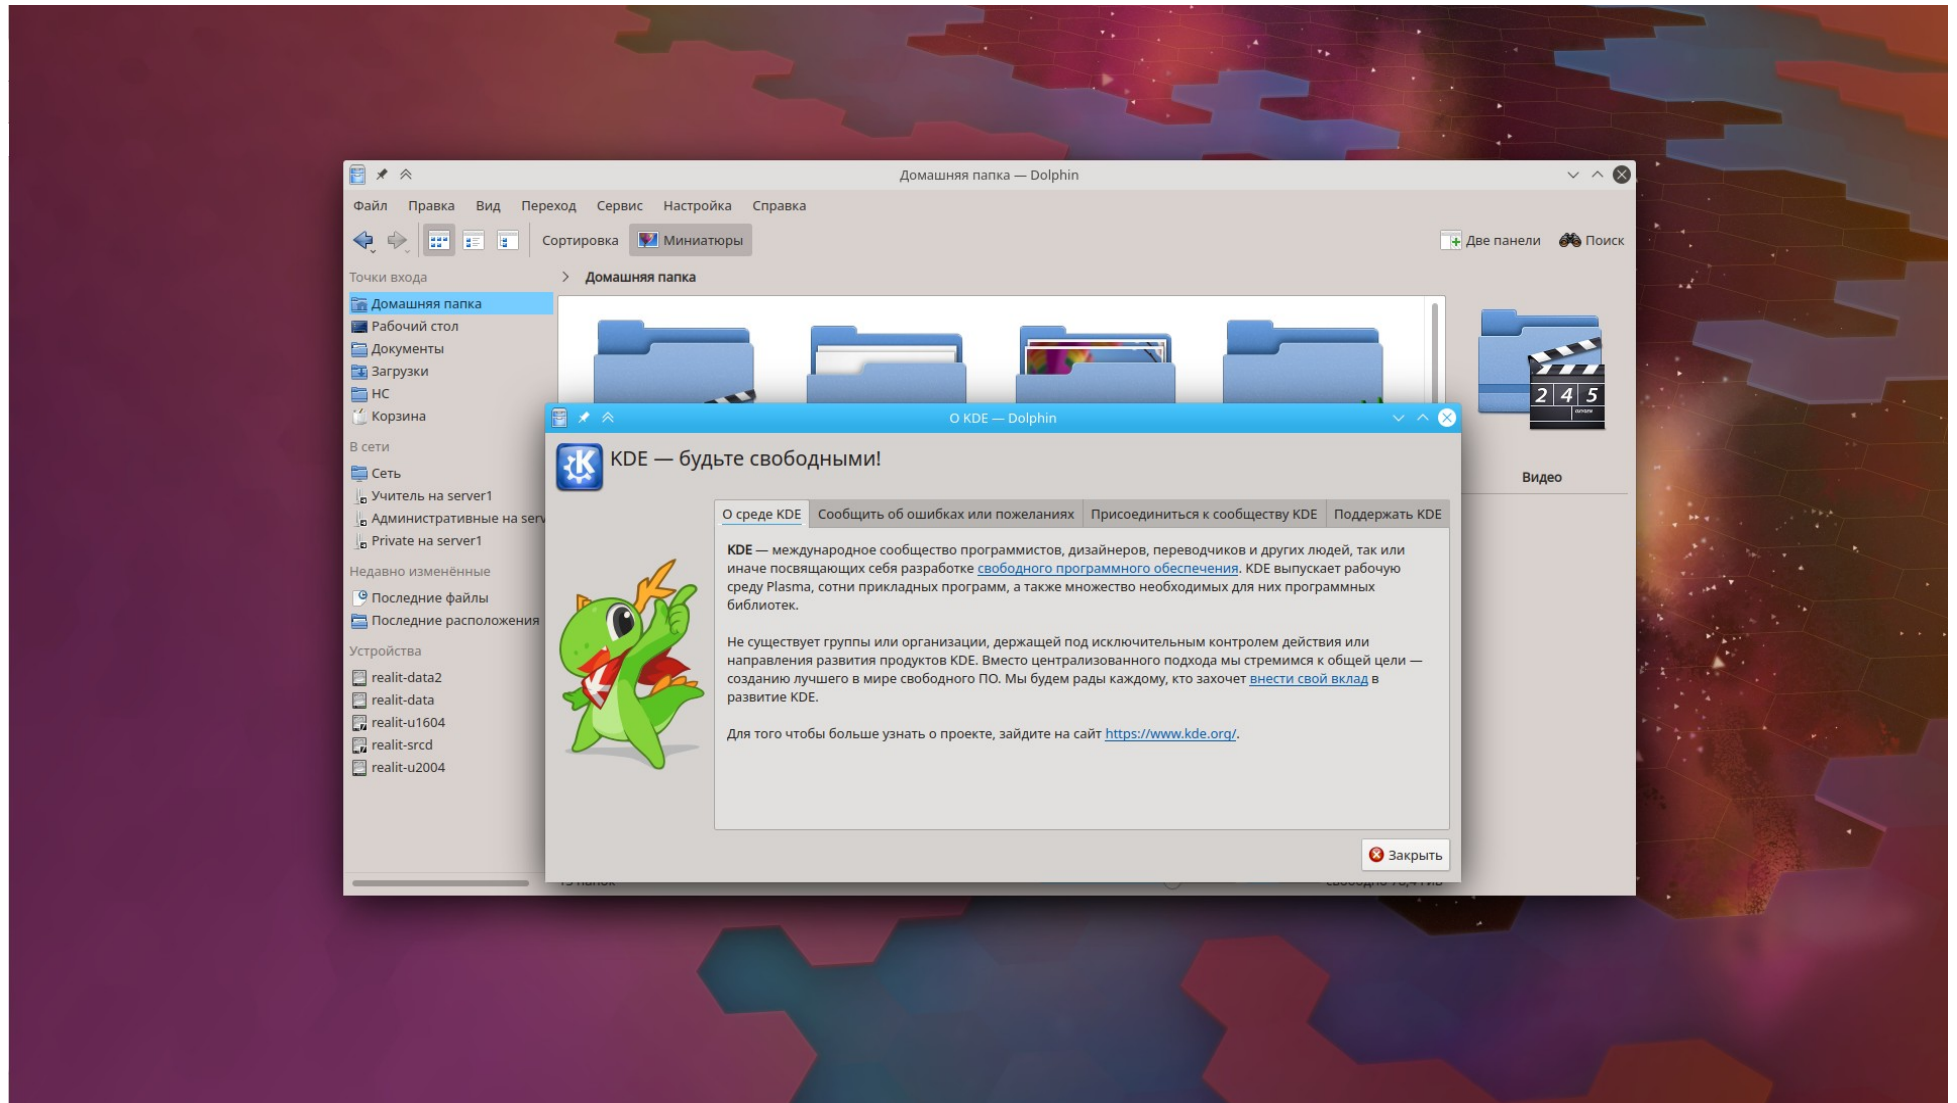 Домашняя папка — Dolphin
Файл Правка Вид Переход Сервис Настройка Справка
Сортировка Миниатюры Две панели Поиск
Точки входа
Домашняя папка
Рабочий стол
Документы
Загрузки
НС
Корзина
В сети
Сеть
Учитель на server1
Административные на serv
Private на server1
Недавно изменённые
Последние файлы
Последние расположения
Устройства
realit-data2
realit-data
realit-u1604
realit-srcd
realit-u2004
Домашняя папка
2 4 5
Видео
О KDE — Dolphin
KDE — будьте свободными!
О среде KDE Сообщить об ошибках или пожеланиях Присоединиться к сообществу KDE Поддержать KDE
KDE — международное сообщество программистов, дизайнеров, переводчиков и других людей, так или
иначе посвящающих себя разработке свободного программного обеспечения. KDE выпускает рабочую
среду Plasma, сотни прикладных программ, а также множество необходимых для них программных
библиотек.
Не существует группы или организации, держащей под исключительным контролем действия или
направления развития продуктов KDE. Вместо централизованного подхода мы стремимся к общей цели —
созданию лучшего в мире свободного ПО. Мы будем рады каждому, кто захочет внести свой вклад в
развитие KDE.
Для того чтобы больше узнать о проекте, зайдите на сайт https://www.kde.org/.
Закрыть